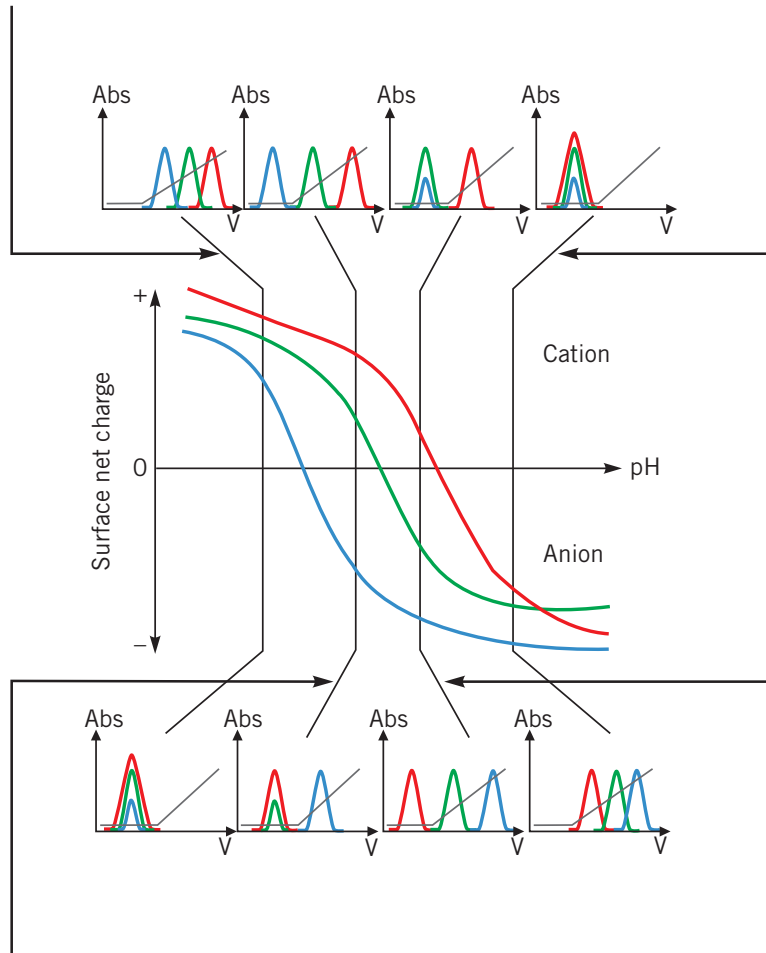 Abs Abs Abs Abs
V V V V
+
Cation
Surface net charge
0
pH
Anion
−
Abs Abs Abs Abs
V V V V